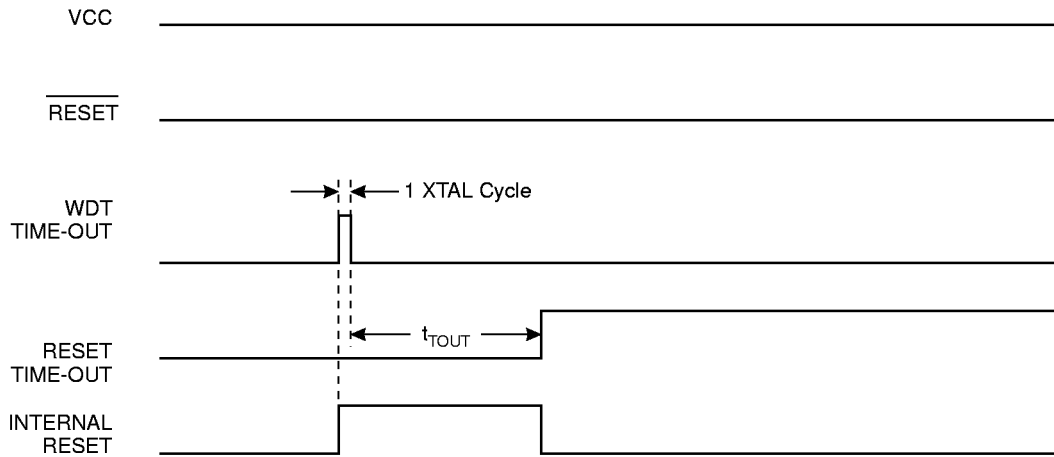 VCC
RESET
1 XTAL Cycle
WDT
TIME-OUT
tTOUT
RESET
TIME-OUT
INTERNAL
RESET